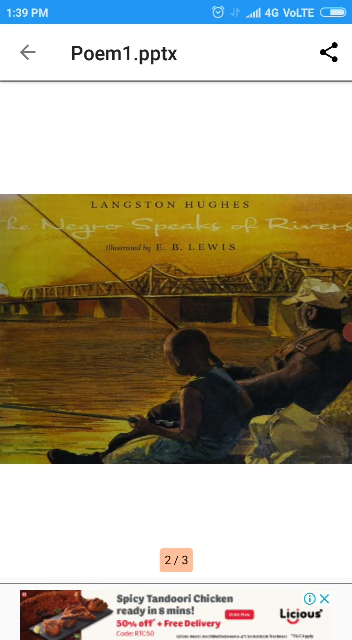 1:39 PM
4G VoLTE
Poem1.pptx
LANGSTON HUGHES
The Negro Speaks of Rivers
Illustrated by E. B. LEWIS
2 / 3
Spicy Tandoori Chicken
ready in 8 mins!
50% off* + Free Delivery
Code: RTC50
Order Now
Licious
*T&C Apply